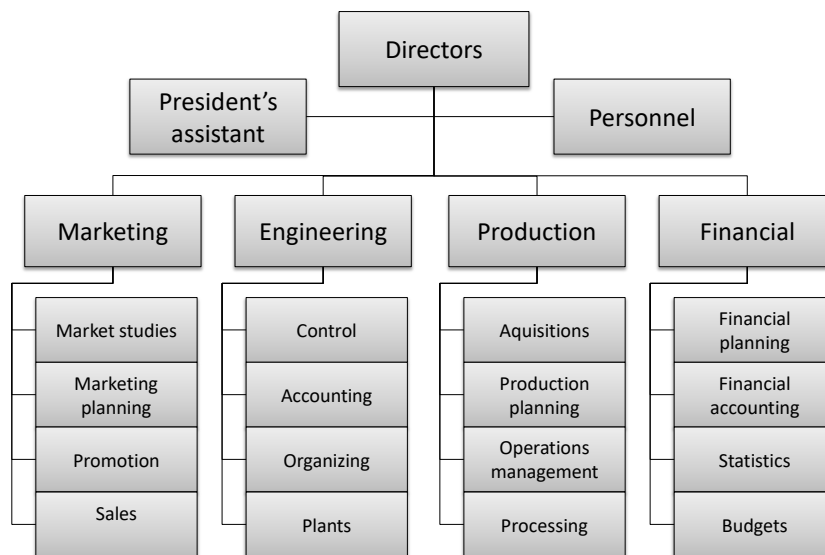 Directors
President’s
assistant
Personnel
Marketing
Engineering
Production
Financial
Market studies
Marketing
planning
Promotion
Sales
Control
Accounting
Organizing
Plants
Aquisitions
Production
planning
Operations
management
Processing
Financial
planning
Financial
accounting
Statistics
Budgets